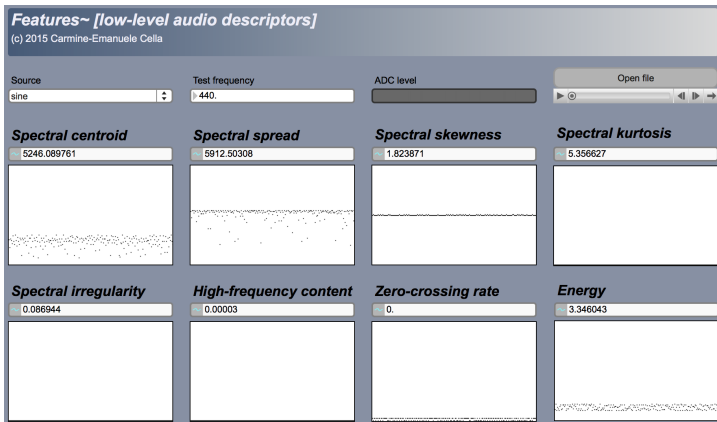 Features~ [low-level audio descriptors]
(c) 2015 Carmine-Emanuele Cella
Source
Test frequency
ADC level
Open file
sine
440.
Spectral centroid
Spectral spread
Spectral skewness
Spectral kurtosis
5246.089761
5912.50308
1.823871
5.356627
Spectral irregularity
High-frequency content
Zero-crossing rate
Energy
0.086944
0.00003
0.
3.346043